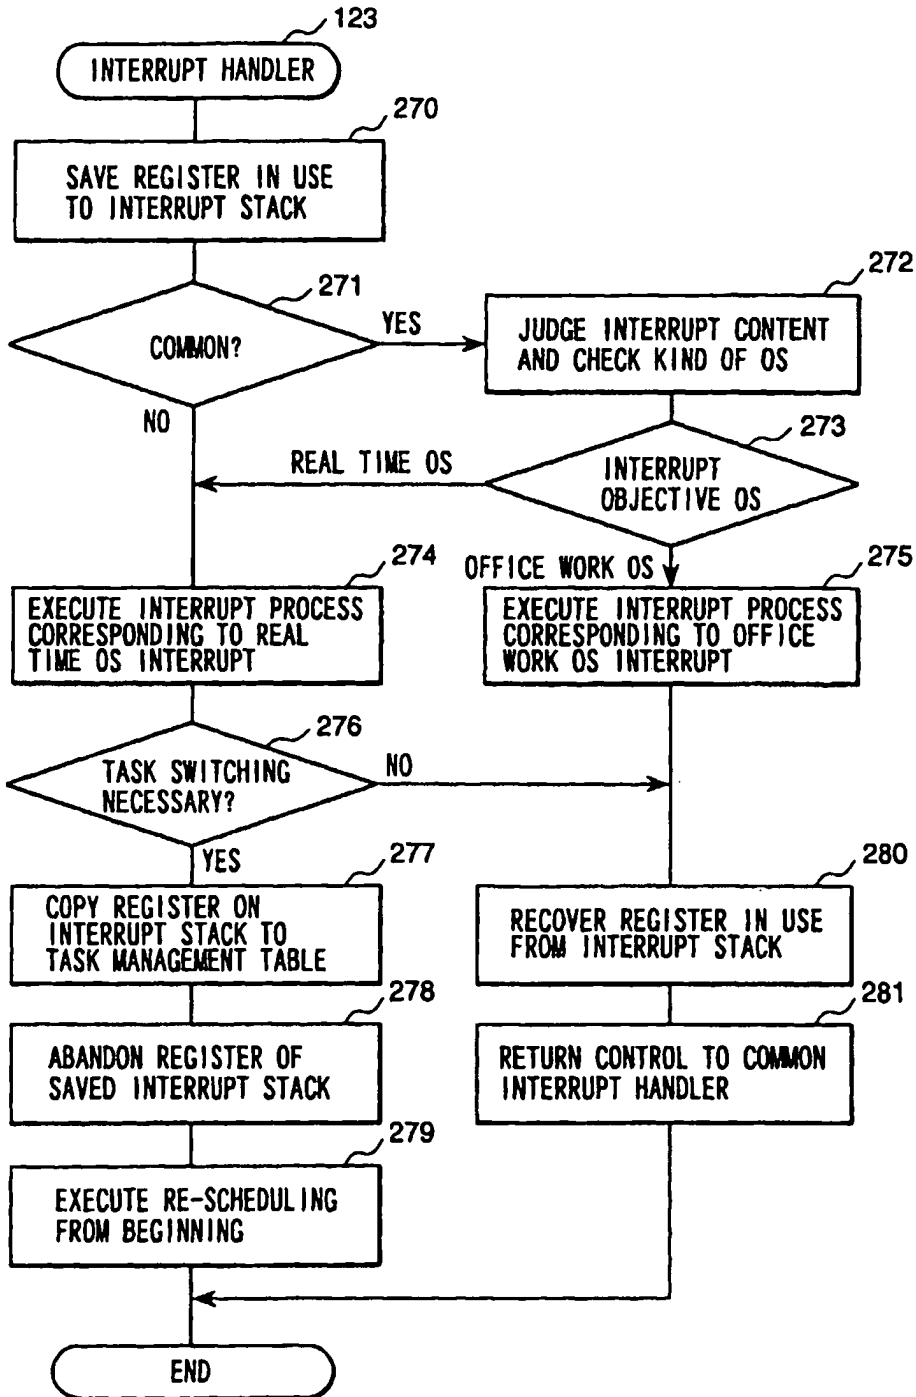 123
INTERRUPT HANDLER
270
SAVE REGISTER IN USE
TO INTERRUPT STACK
271
COMMON?
YES
NO
272
JUDGE INTERRUPT CONTENT
AND CHECK KIND OF OS
273
INTERRUPT
OBJECTIVE OS
REAL TIME OS
OFFICE WORK OS
274
EXECUTE INTERRUPT PROCESS
CORRESPONDING TO REAL
TIME OS INTERRUPT
275
EXECUTE INTERRUPT PROCESS
CORRESPONDING TO OFFICE
WORK OS INTERRUPT
276
TASK SWITCHING
NECESSARY?
NO
YES
277
COPY REGISTER ON
INTERRUPT STACK TO
TASK MANAGEMENT TABLE
278
ABANDON REGISTER OF
SAVED INTERRUPT STACK
279
EXECUTE RE-SCHEDULING
FROM BEGINNING
280
RECOVER REGISTER IN USE
FROM INTERRUPT STACK
281
RETURN CONTROL TO COMMON
INTERRUPT HANDLER
END